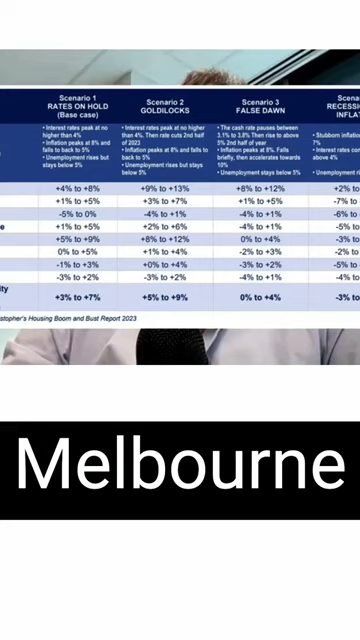 Scenario 1 Scenario 2 Scenario 3 Scena
RATES ON HOLD GOLDILOCKS FALSE DAWN RECESSIO
(Base case) INFLAT
• Interest rates peak at no
higher than 4%
• Inflation peaks at 8% and falls
to back to 5%
• Unemployment rises but
stays below 5%
• Interest rates peak at no higher
than 4%. Then rate cuts 2nd half
of 2023
• Inflation peaks at 8% and falls to
back to 5%
• Unemployment rises but stays
below 5%
• The cash rate pauses between
3.1% to 3.8% Then rise to above
5% 2nd half of year
• Inflation peaks at 8%. Falls
briefly, then accelerates towards
10%
• Unemployment stays below 5%
• Stubborn inflation
7%
• Interest rates con
above 4%
+4% to +8% +9% to +13% +8% to +12% +2% to
+1% to +5% +3% to +7% +1% to +5% -7% to
-5% to 0% -4% to +1% -4% to +1% -6% to
+1% to +5% +2% to +6% -4% to +1% -5% to
+5% to +9% +8% to +12% 0% to +4% -3% to
0% to +5% +1% to +4% -2% to +3% -2% to
-1% to +3% +0% to +4% -3% to +2% -5% to
-3% to +2% -3% to +2% -4% to +1% -4% to
ity +3% to +7% +5% to +9% 0% to +4% -3% to
stopher's Housing Boom and Bust Report 2023
Melbourne